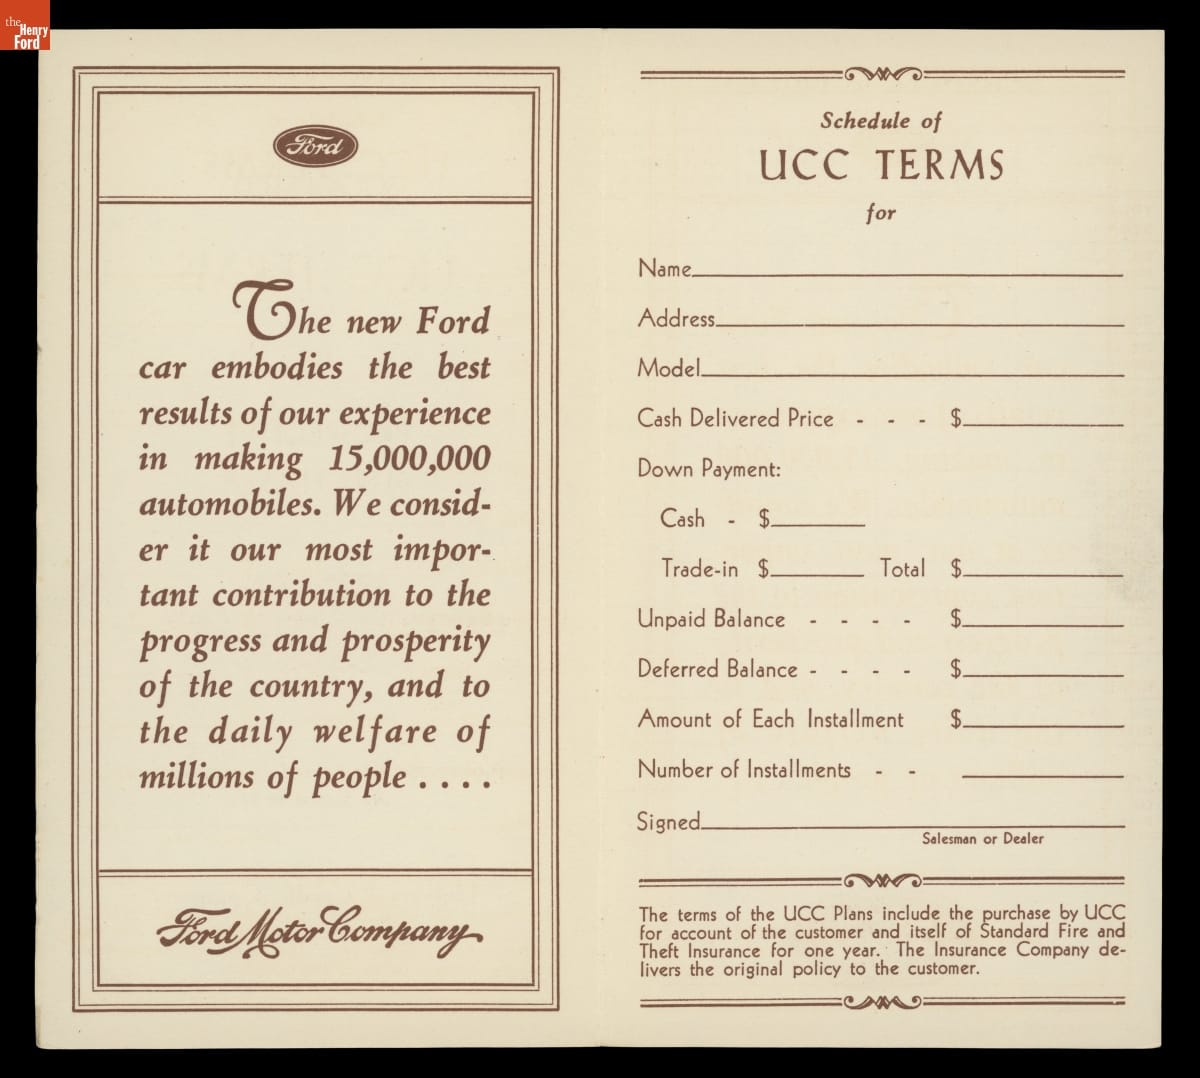 the
Henry
Ford
Ford
The new Ford
car embodies the best
results of our experience
in making 15,000,000
automobiles. We consid-
er it our most impor-
tant contribution to the
progress and prosperity
of the country, and to
the daily welfare of
millions of people . . . .
Ford Motor Company
Schedule of
UCC TERMS
for
Name
Address
Model
Cash Delivered Price - - - $
Down Payment:
Cash - $
Trade-in $ Total $
Unpaid Balance - - - - $
Deferred Balance - - - - $
Amount of Each Installment $
Number of Installments - -
Signed
Salesman or Dealer
The terms of the UCC Plans include the purchase by UCC
for account of the customer and itself of Standard Fire and
Theft Insurance for one year. The Insurance Company de-
livers the original policy to the customer.